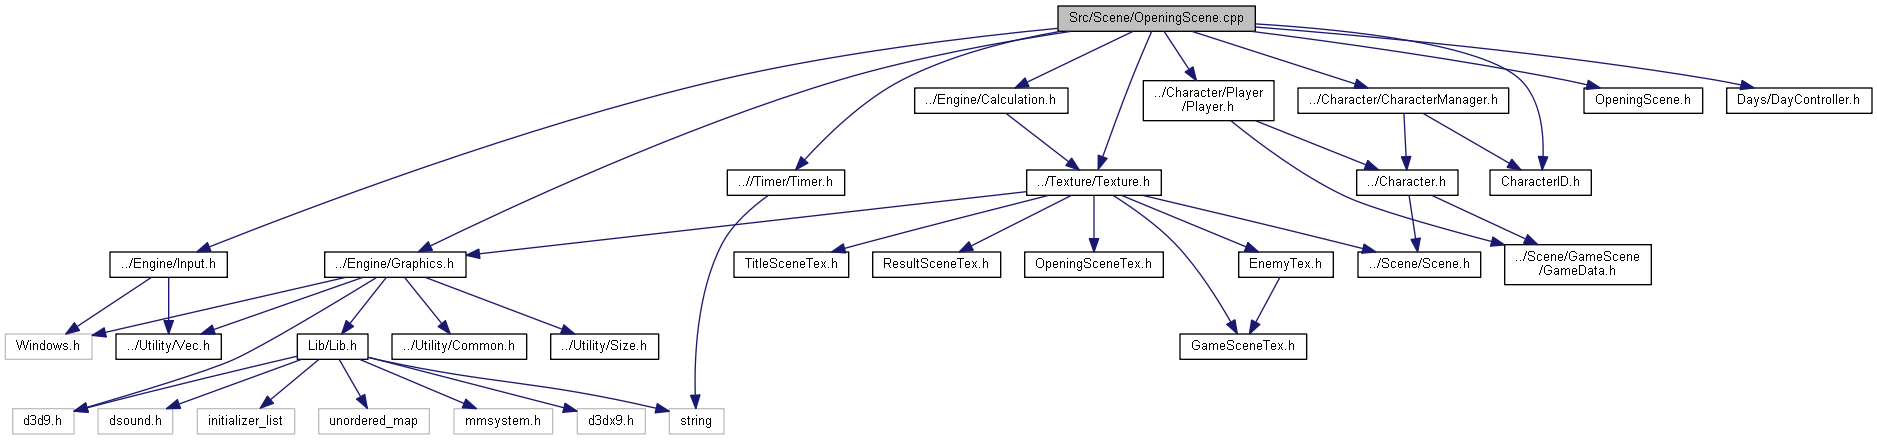 Src/Scene/OpeningScene.cpp
../Engine/Calculation.h
../Character/Player
/Player.h
../Character/CharacterManager.h
OpeningScene.h
Days/DayController.h
..//Timer/Timer.h
../Texture/Texture.h
../Character.h
CharacterID.h
../Engine/Input.h
../Engine/Graphics.h
TitleSceneTex.h
ResultSceneTex.h
OpeningSceneTex.h
EnemyTex.h
../Scene/Scene.h
../Scene/GameScene
/GameData.h
Windows.h
../Utility/Vec.h
Lib/Lib.h
../Utility/Common.h
../Utility/Size.h
GameSceneTex.h
d3d9.h
dsound.h
initializer_list
unordered_map
mmsystem.h
d3dx9.h
string